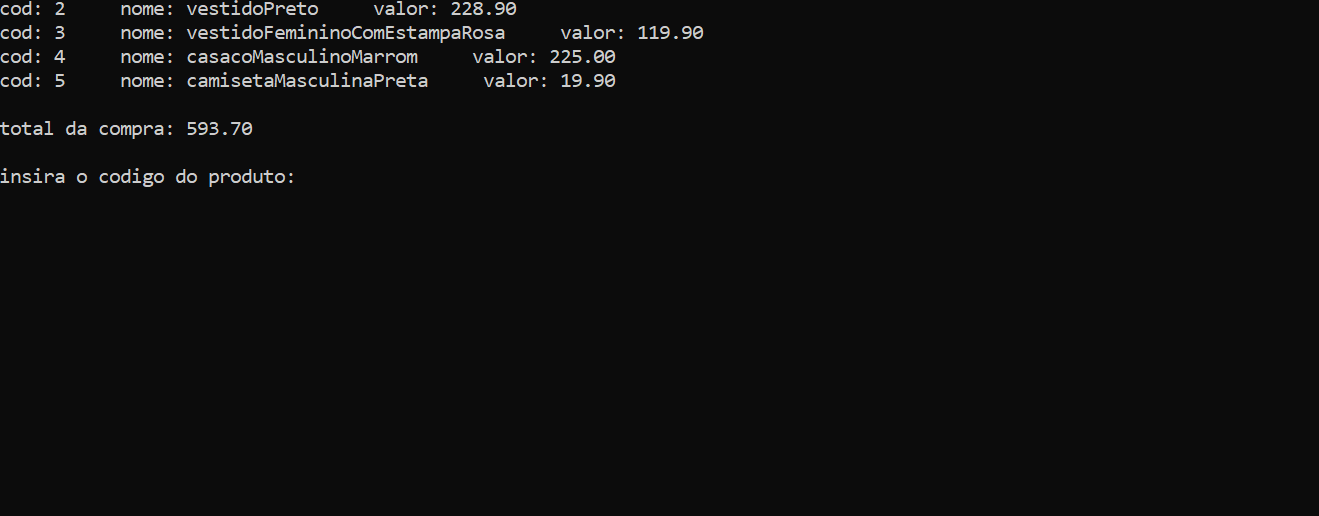 cod: 2     nome: vestidoPreto     valor: 228.90
cod: 3     nome: vestidoFemininoComEstampaRosa     valor: 119.90
cod: 4     nome: casacoMasculinoMarrom     valor: 225.00
cod: 5     nome: camisetaMasculinaPreta     valor: 19.90
total da compra: 593.70
insira o codigo do produto: